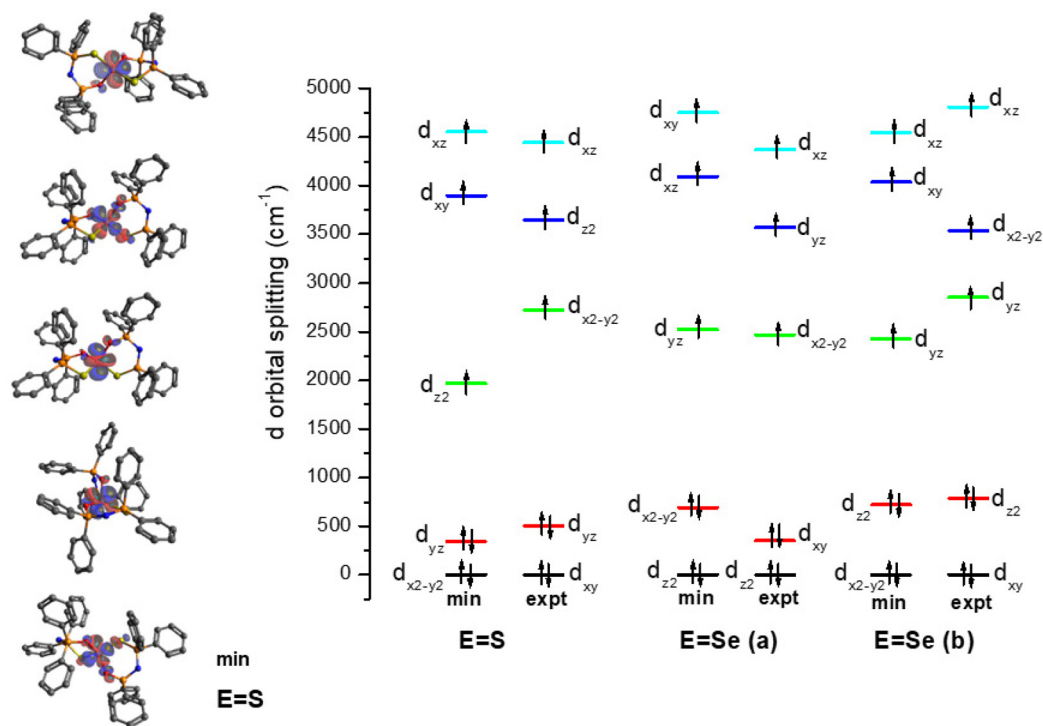 5000
4500
4000
3500
3000
2500
2000
1500
1000
500
0
d orbital splitting (cm-1)
dxz
dxy
dz2
dyz
dx2-y2
min
dxz
dz2
dx2-y2
dyz
dxy
expt
E=S
dxy
dxz
dyz
dx2-y2
dz2
min
dxz
dyz
dx2-y2
dxy
dz2
expt
E=Se (a)
dxz
dxy
dyz
dz2
dx2-y2
min
dxz
dx2-y2
dyz
dz2
dxy
expt
E=Se (b)
min
E=S